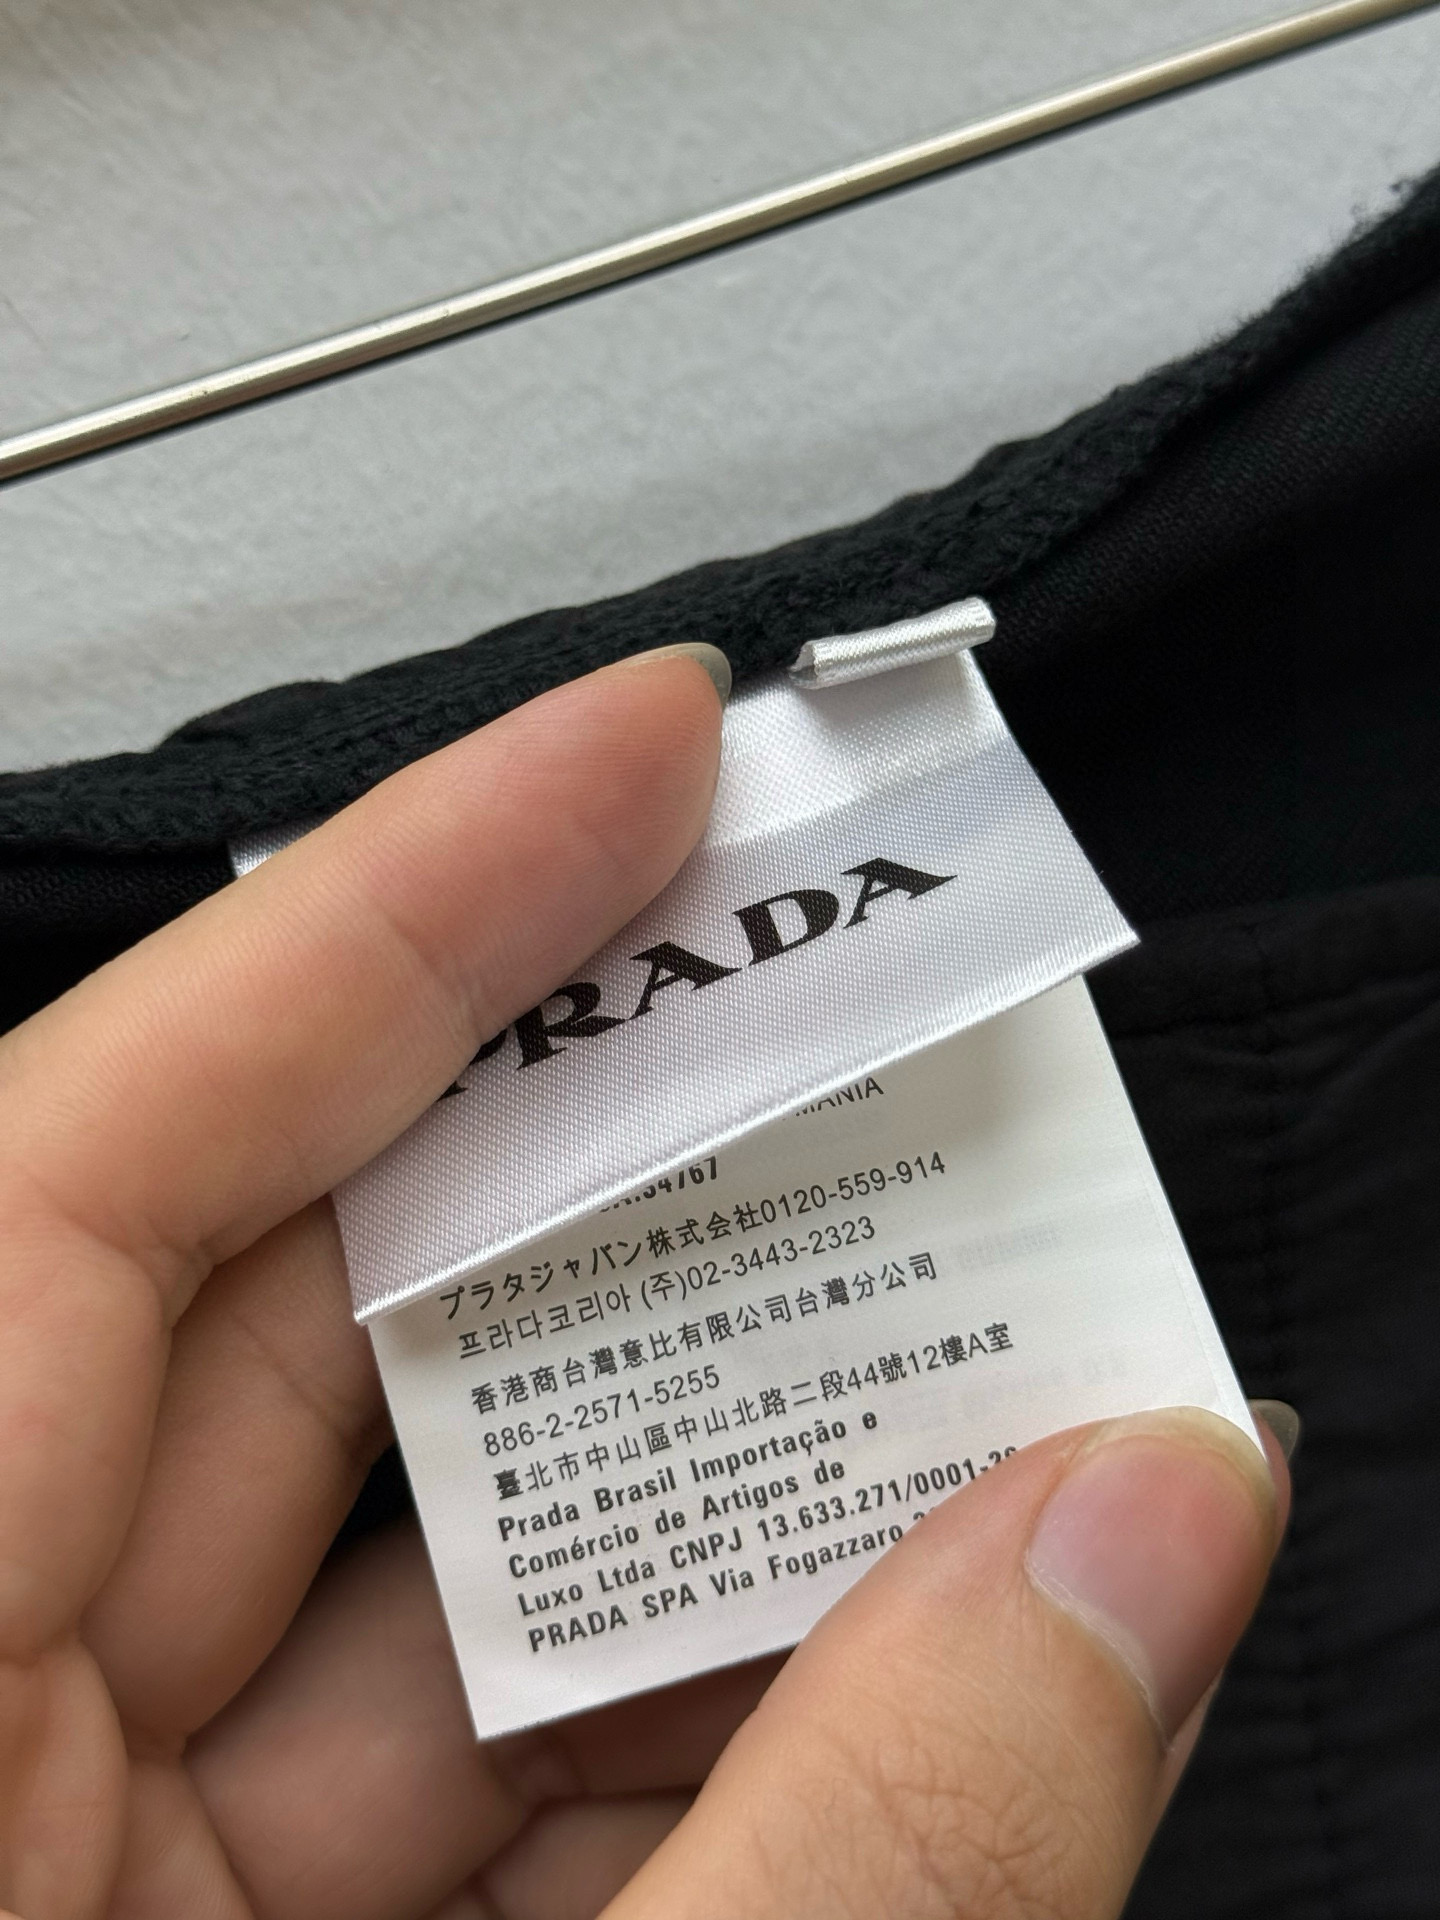 PRADA
MANIA
CA:34767
プラダジャパン株式会社0120-559-914
프라다코리아 (주)02-3443-2323
香港商台灣意比有限公司台灣分公司
886-2-2571-5255
臺北市中山區中山北路二段44號12樓A室
Prada Brasil Importação e
Comércio de Artigos de
Luxo Ltda CNPJ 13.633.271/0001-
PRADA SPA Via Fogazzaro